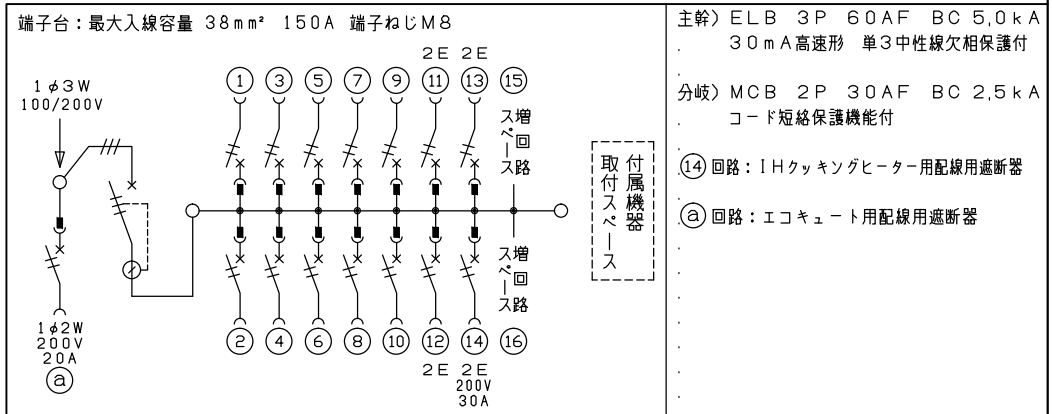 端子台：最大入線容量 38mm² 150A 端子ねじM8
2E 2E
① ③ ⑤ ⑦ ⑨ ⑪ ⑬ ⑮
1φ3W
100/200V
増回路
スペース
増回路
スペース
② ④ ⑥ ⑧ ⑩ ⑫ ⑭ ⑯
2E 2E
200V
30A
1φ2W
200V
20A
ⓐ
付属機器
取付スペース
主幹）ELB 3P 60AF BC 5,0kA
30mA高速形 単3中性線欠相保護付
分岐）MCB 2P 30AF BC 2,5kA
コード短絡保護機能付
⑭回路：IHクッキングヒーター用配線用遮断器
ⓐ回路：エコキュート用配線用遮断器